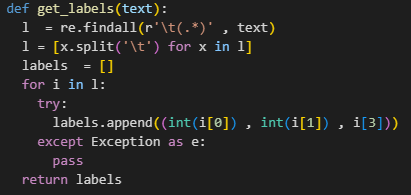 def get_labels(text):
  l  = re.findall(r'\t(.*)' , text)
  l = [x.split('\t') for x in l]
  labels  = []
  for i in l:
    try:
      labels.append((int(i[0]) , int(i[1]) , i[3]))
    except Exception as e:
      pass
  return labels